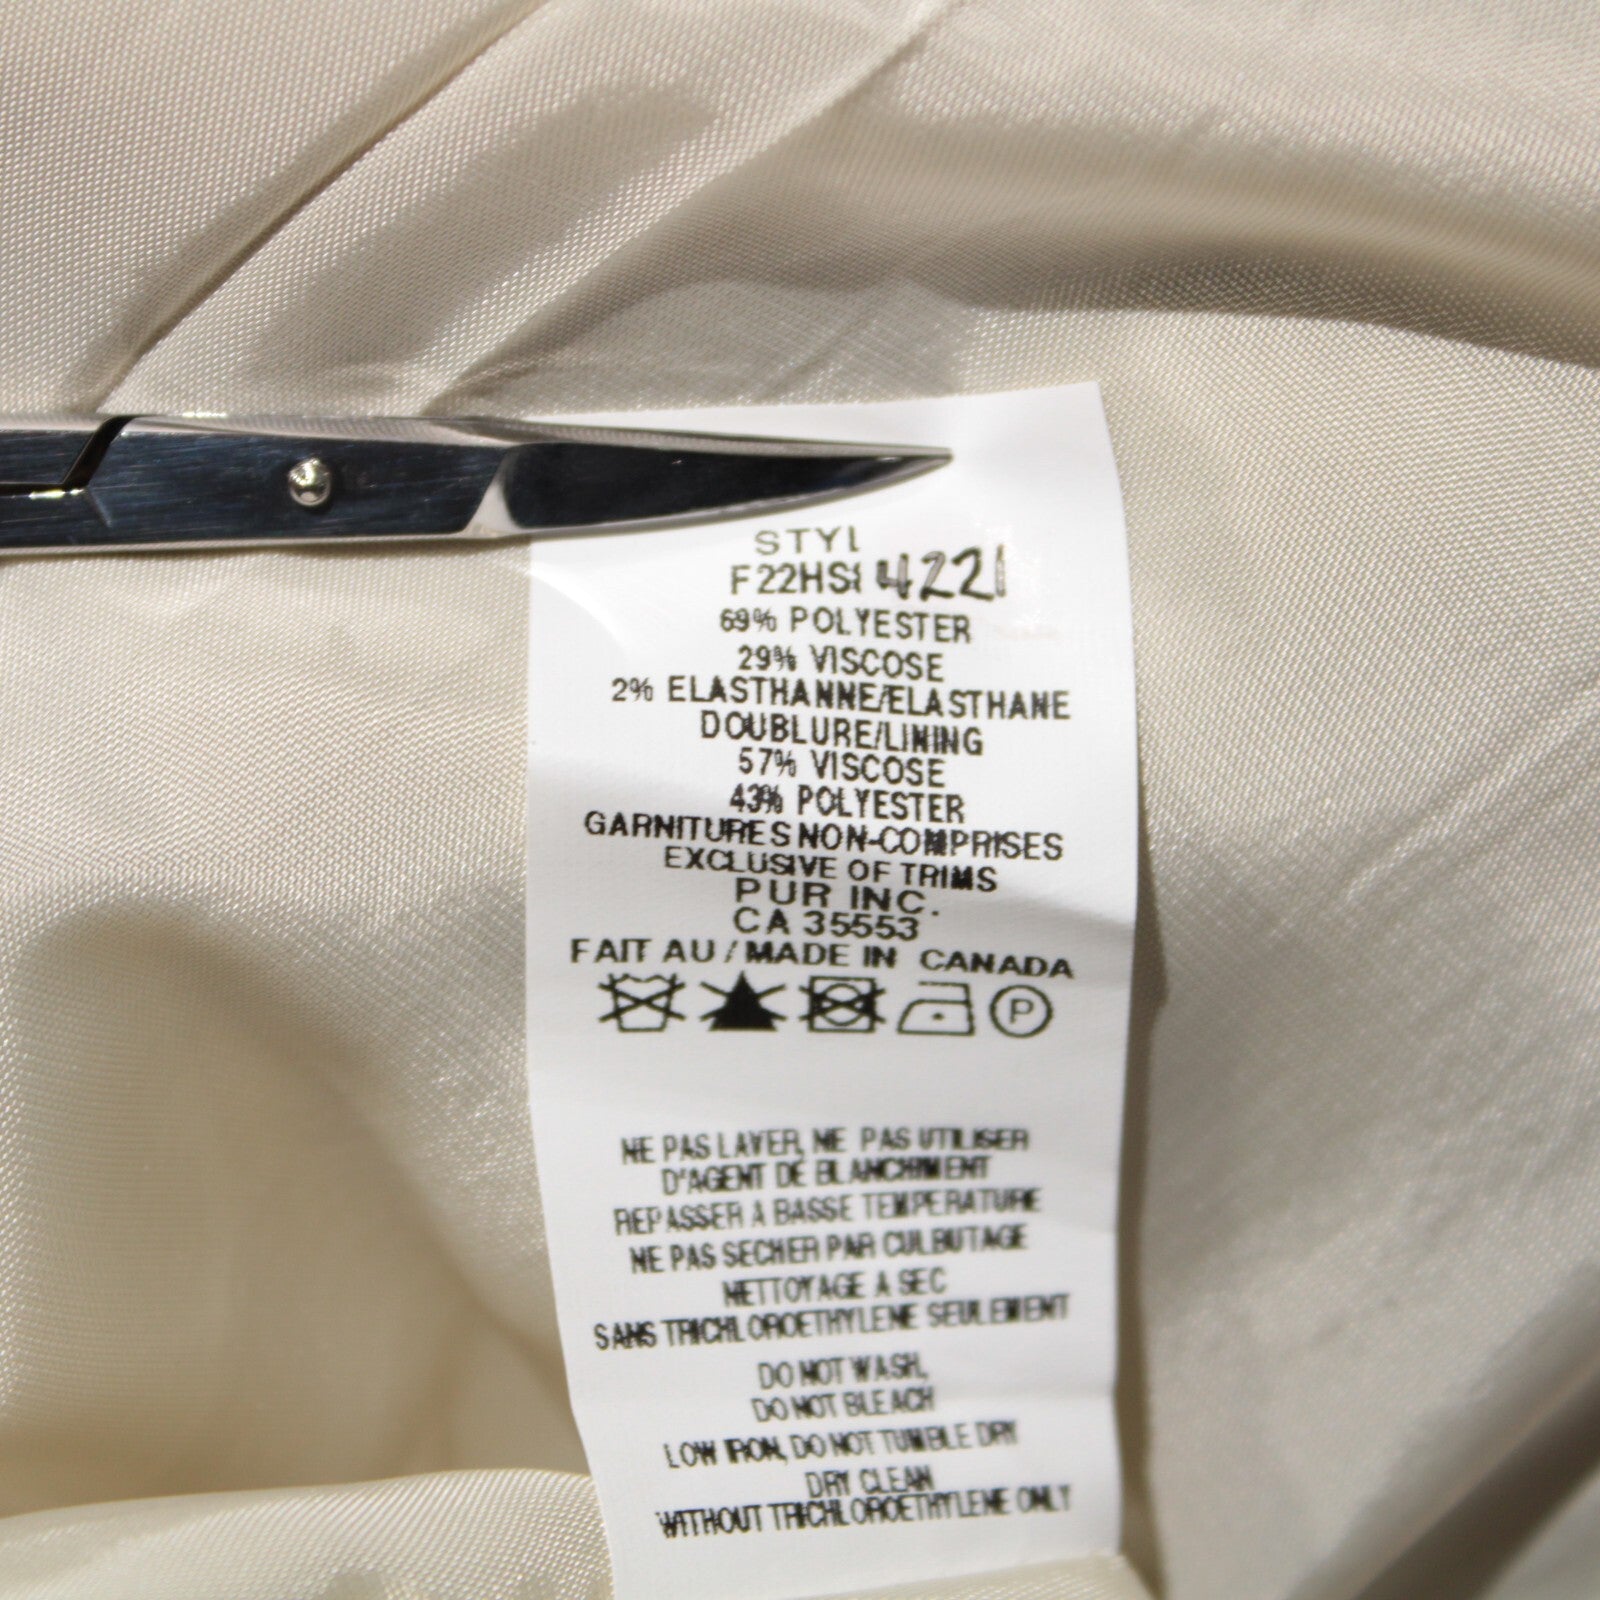 STYL
F22HS 4221
69% POLYESTER
29% VISCOSE
2% ELASTHANNE/ELASTHANE
DOUBLURE/LINING
57% VISCOSE
43% POLYESTER
GARNITURES NON-COMPRISES
EXCLUSIVE OF TRIMS
PUR INC.
CA 35553
FAIT AU / MADE IN CANADA
P
NE PAS LAVER, NE PAS UTILISER
D'AGENT DE BLANCHIMENT
REPASSER A BASSE TEMPERATURE
NE PAS SECHER PAR CULBUTAGE
NETTOYAGE A SEC
SANS TRICHLOROETHYLENE SEULEMENT
DO NOT WASH,
DO NOT BLEACH
LOW IRON, DO NOT TUMBLE DRY
DRY CLEAN
WITHOUT TRICHLOROETHYLENE ONLY